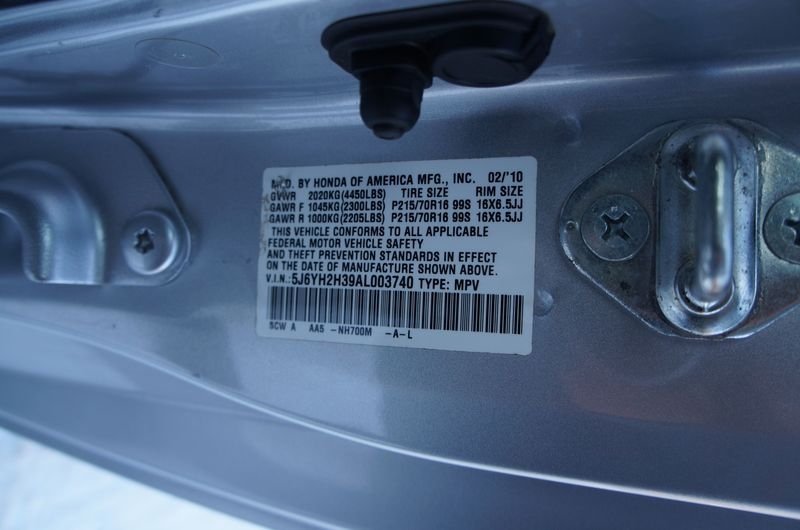 MFD. BY HONDA OF AMERICA MFG., INC. 02/'10
GVWR 2020KG(4450LBS) TIRE SIZE RIM SIZE
GAWR F 1045KG(2300LBS) P215/70R16 99S 16X6.5JJ
GAWR R 1000KG(2205LBS) P215/70R16 99S 16X6.5JJ
THIS VEHICLE CONFORMS TO ALL APPLICABLE
FEDERAL MOTOR VEHICLE SAFETY
AND THEFT PREVENTION STANDARDS IN EFFECT
ON THE DATE OF MANUFACTURE SHOWN ABOVE.
V.I.N.: 5J6YH2H39AL003740 TYPE: MPV
SCW A AA5 -NH700M -A-L